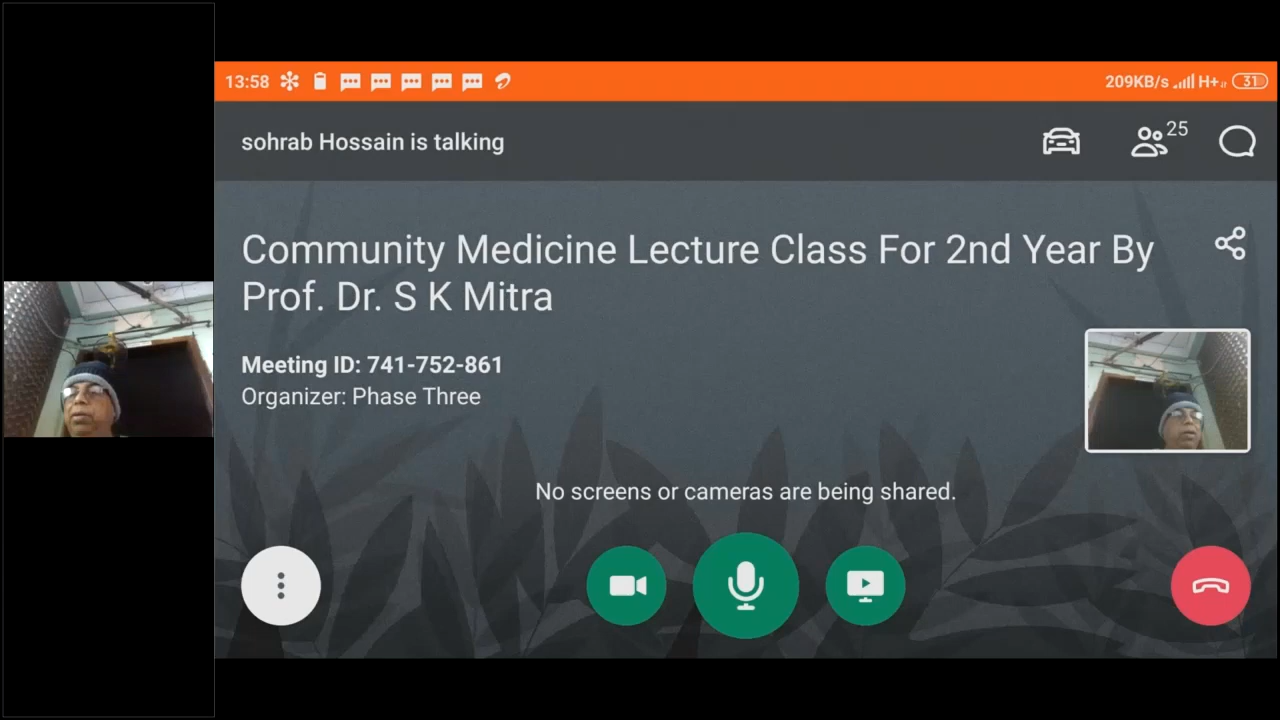 13:58
209KB/s H+ 31
sohrab Hossain is talking
25
Community Medicine Lecture Class For 2nd Year By
Prof. Dr. S K Mitra
Meeting ID: 741-752-861
Organizer: Phase Three
No screens or cameras are being shared.